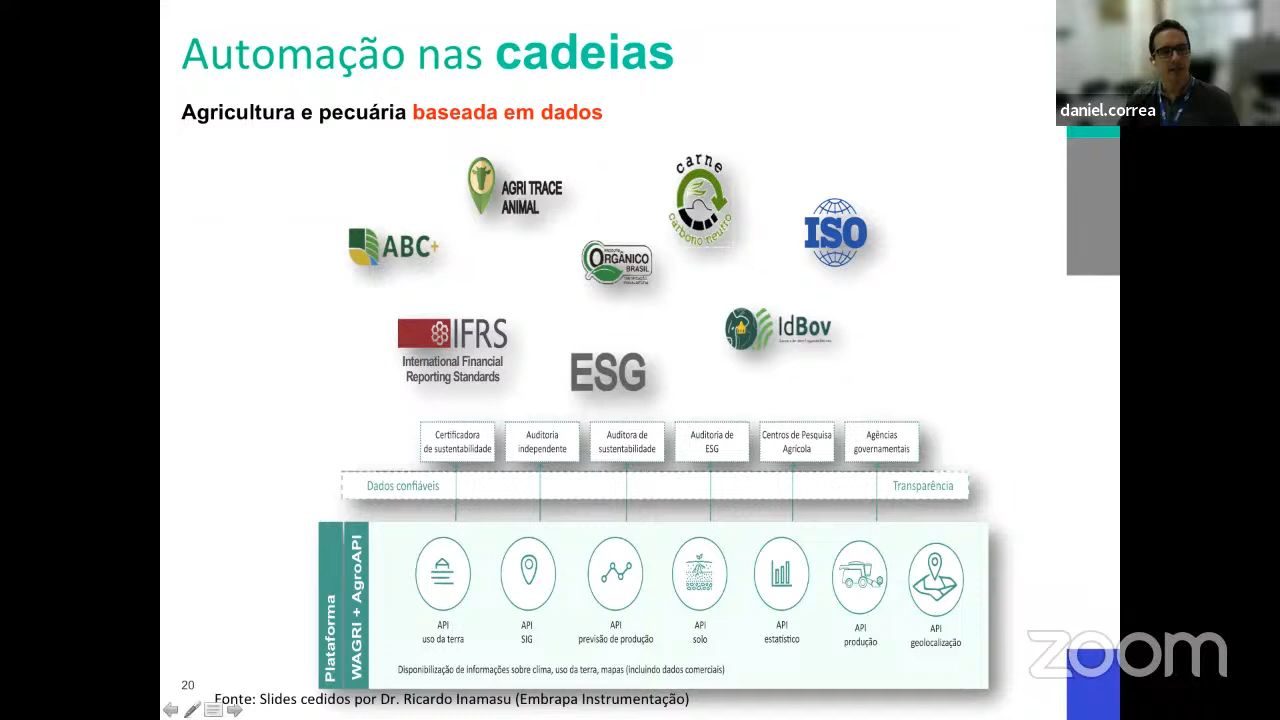 Automação nas cadeias
Agricultura e pecuária baseada em dados
daniel.correa
AGRI TRACE
ANIMAL
carne
carbono neutro
ISO
ABC+
ORGÂNICO
BRASIL
IdBov
IFRS
International Financial
Reporting Standards
ESG
Certificadora
de sustentabilidade
Auditoria
independente
Auditora de
sustentabilidade
Auditoria de
ESG
Centros de Pesquisa
Agrícola
Agências
governamentais
Dados confiáveis
Transparência
Plataforma
WAGRI + AgroAPI
API
uso da terra
API
SIG
API
previsão de produção
API
solo
API
estatístico
API
produção
API
geolocalização
Disponibilização de informações sobre clima, uso da terra, mapas (incluindo dados comerciais)
zoom
20
Fonte: Slides cedidos por Dr. Ricardo Inamasu (Embrapa Instrumentação)